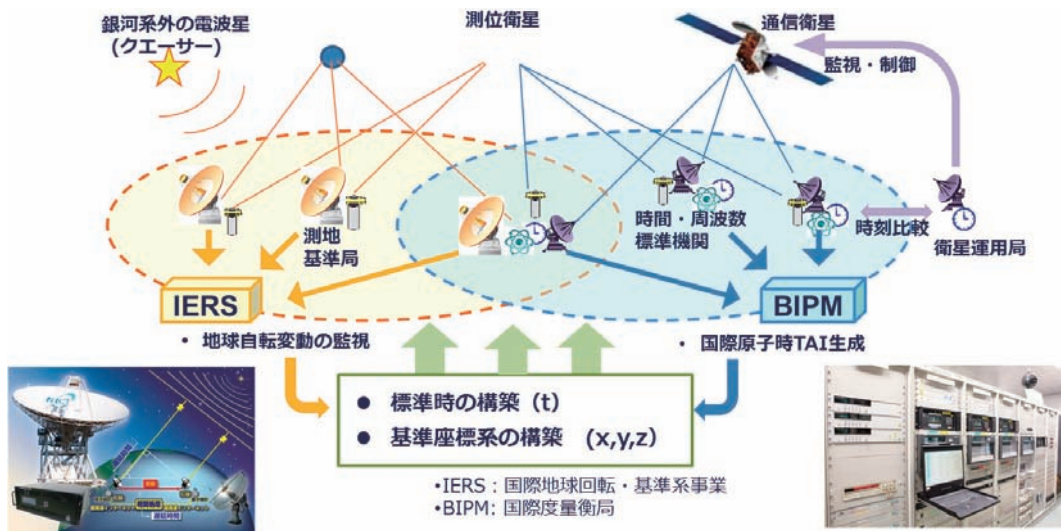 銀河系外の電波星
(クエーサー)
測位衛星
通信衛星
監視・制御
測地
基準局
時間・周波数
標準機関
時刻比較
衛星運用局
IERS
BIPM
• 地球自転変動の監視
• 国際原子時TAI生成
● 標準時の構築（t）
● 基準座標系の構築 (x,y,z)
•IERS：国際地球回転・基準系事業
•BIPM: 国際度量衡局